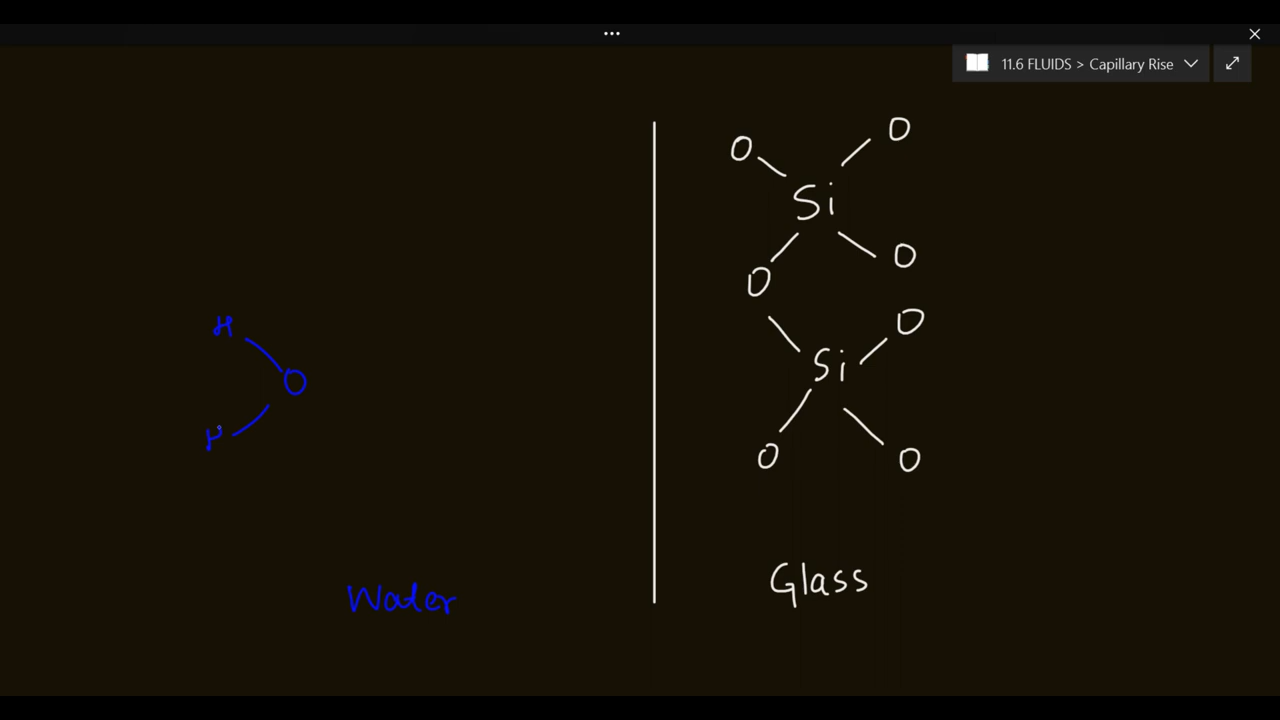 ...
11.6 FLUIDS > Capillary Rise
O O
Si
O O
O
Si
O O
Glass
H
O
H
Water